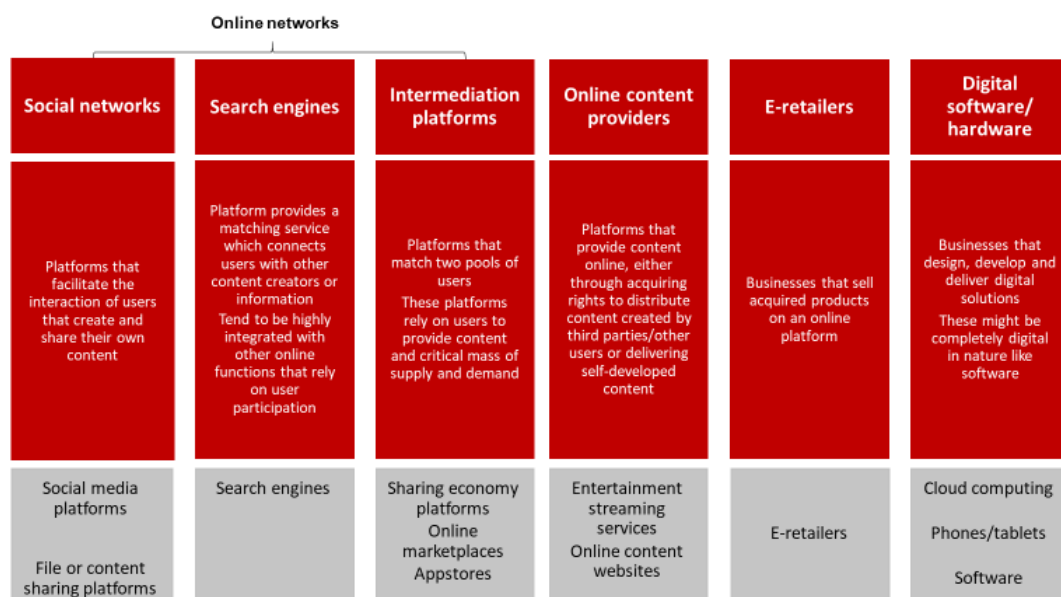 Online networks
Social networks
Search engines
Intermediation
platforms
Online content
providers
E-retailers
Digital
software/
hardware
Platforms that
facilitate the
interaction of users
that create and
share their own
content
Platform provides a
matching service
which connects
users with other
content creators or
information
Tend to be highly
integrated with
other online
functions that rely
on user
participation
Platforms that
match two pools of
users
These platforms
rely on users to
provide content
and critical mass of
supply and demand
Platforms that
provide content
online, either
through acquiring
rights to distribute
content created by
third parties/other
users or delivering
self-developed
content
Businesses that sell
acquired products
on an online
platform
Businesses that
design, develop and
deliver digital
solutions
These might be
completely digital
in nature like
software
Social media
platforms
File or content
sharing platforms
Search engines
Sharing economy
platforms
Online
marketplaces
Appstores
Entertainment
streaming
services
Online content
websites
E-retailers
Cloud computing
Phones/tablets
Software